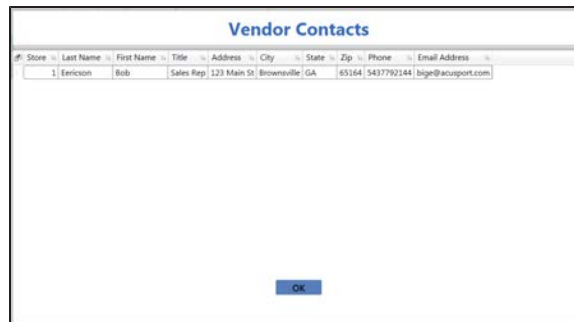 Vendor Contacts
Store Last Name First Name Title Address City State Zip Phone Email Address
1 Eericson Bob Sales Rep 123 Main St Brownsville GA 65164 5437792144 bige@acusport.com
OK